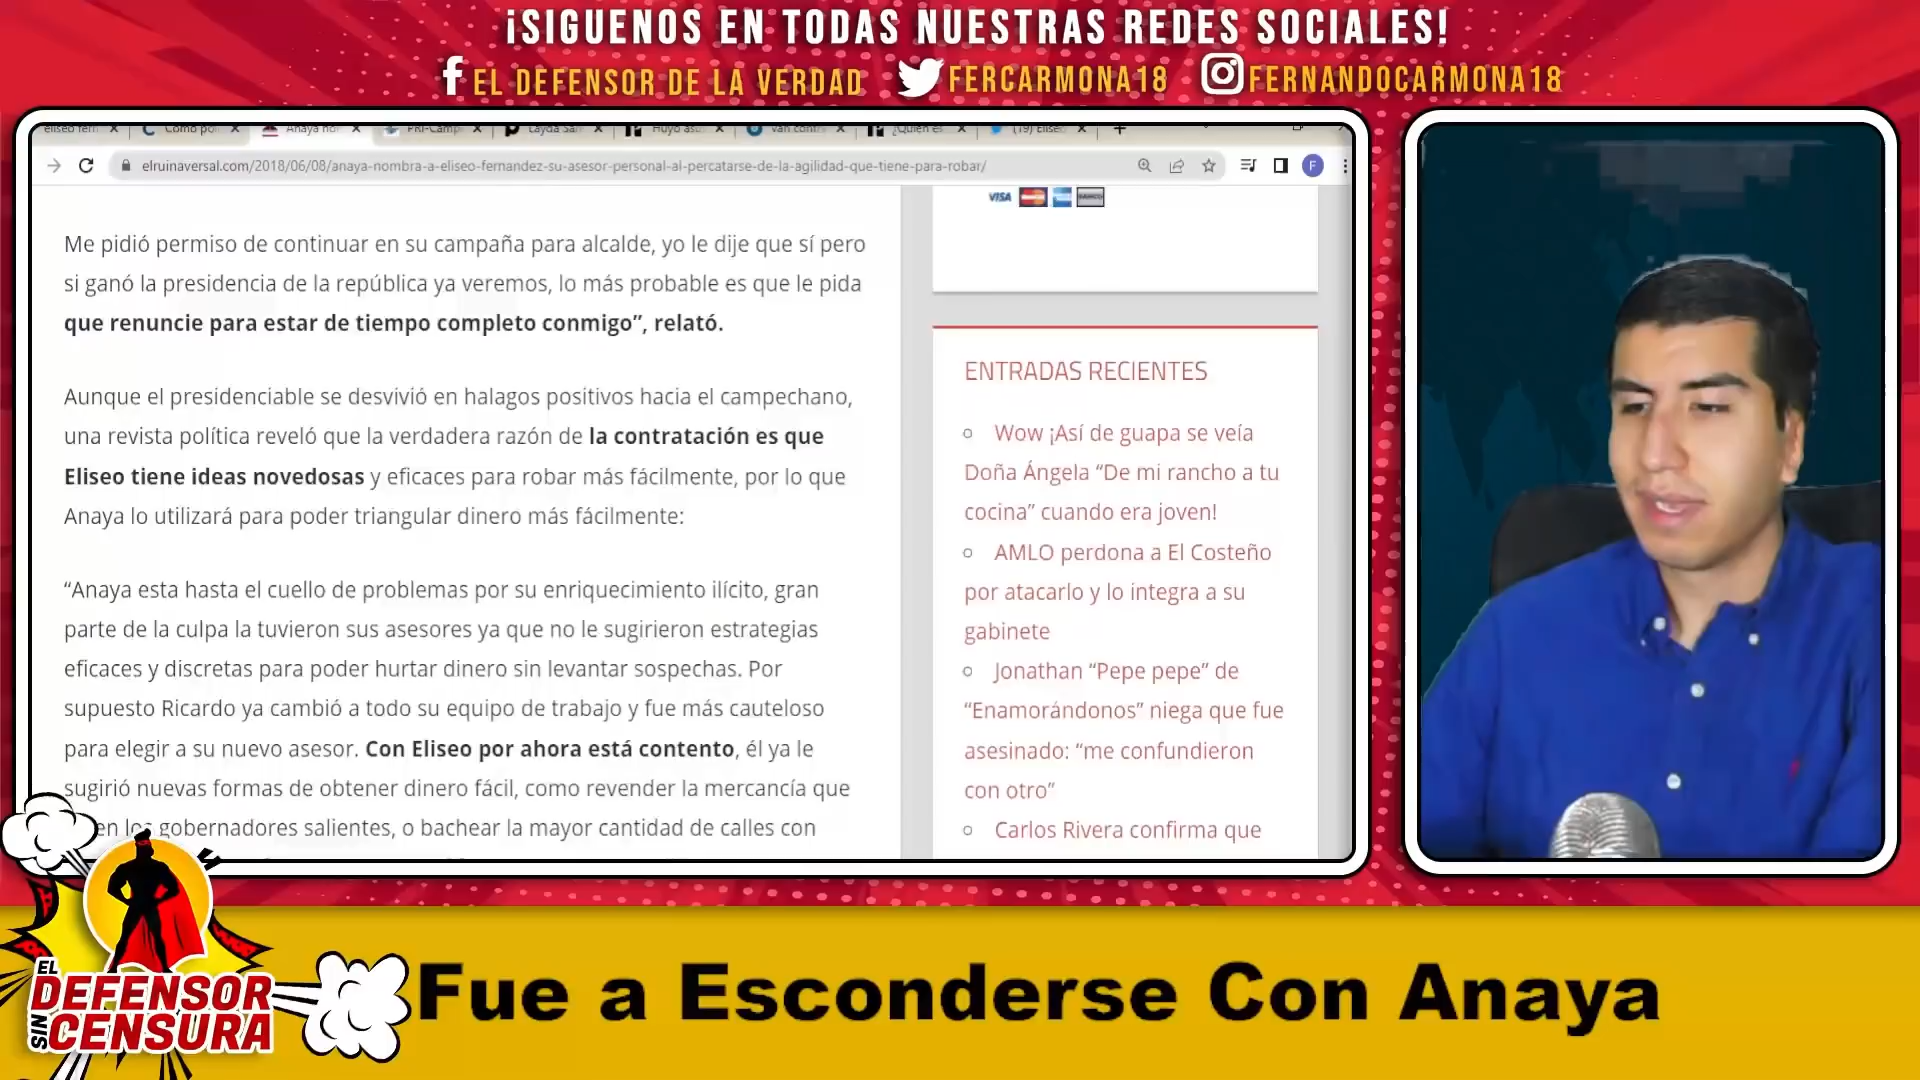 ¡SIGUENOS EN TODAS NUESTRAS REDES SOCIALES!
EL DEFENSOR DE LA VERDAD FERCARMONA18 FERNANDOCARMONA18
Anaya no
elruinaversal.com/2018/06/08/anaya-nombra-a-eliseo-fernandez-su-asesor-personal-al-percatarse-de-la-agilidad-que-tiene-para-robar/
F
VISA
Me pidió permiso de continuar en su campaña para alcalde, yo le dije que sí pero
si ganó la presidencia de la república ya veremos, lo más probable es que le pida
que renuncie para estar de tiempo completo conmigo”, relató.
Aunque el presidenciable se desvivió en halagos positivos hacia el campechano,
una revista política reveló que la verdadera razón de la contratación es que
Eliseo tiene ideas novedosas y eficaces para robar más fácilmente, por lo que
Anaya lo utilizará para poder triangular dinero más fácilmente:
“Anaya esta hasta el cuello de problemas por su enriquecimiento ilícito, gran
parte de la culpa la tuvieron sus asesores ya que no le sugirieron estrategias
eficaces y discretas para poder hurtar dinero sin levantar sospechas. Por
supuesto Ricardo ya cambió a todo su equipo de trabajo y fue más cauteloso
para elegir a su nuevo asesor. Con Eliseo por ahora está contento, él ya le
sugirió nuevas formas de obtener dinero fácil, como revender la mercancía que
en los gobernadores salientes, o bachear la mayor cantidad de calles con
ENTRADAS RECIENTES
Wow ¡Así de guapa se veía
Doña Ángela “De mi rancho a tu
cocina” cuando era joven!
AMLO perdona a El Costeño
por atacarlo y lo integra a su
gabinete
Jonathan “Pepe pepe” de
“Enamorándonos” niega que fue
asesinado: “me confundieron
con otro”
Carlos Rivera confirma que
EL
DEFENSOR
SIN CENSURA
Fue a Esconderse Con Anaya